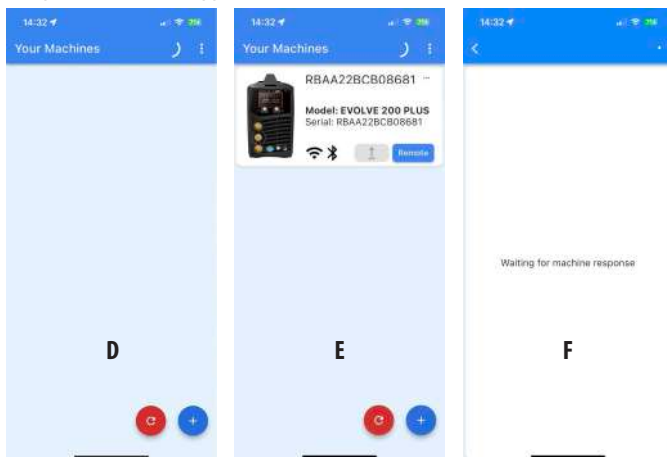 14:32
Your Machines
D
14:32
Your Machines
RBAA22BCB08681
Model: EVOLVE 200 PLUS
Serial: RBAA22BCB08681
Remote
E
14:32
Waiting for machine response
F